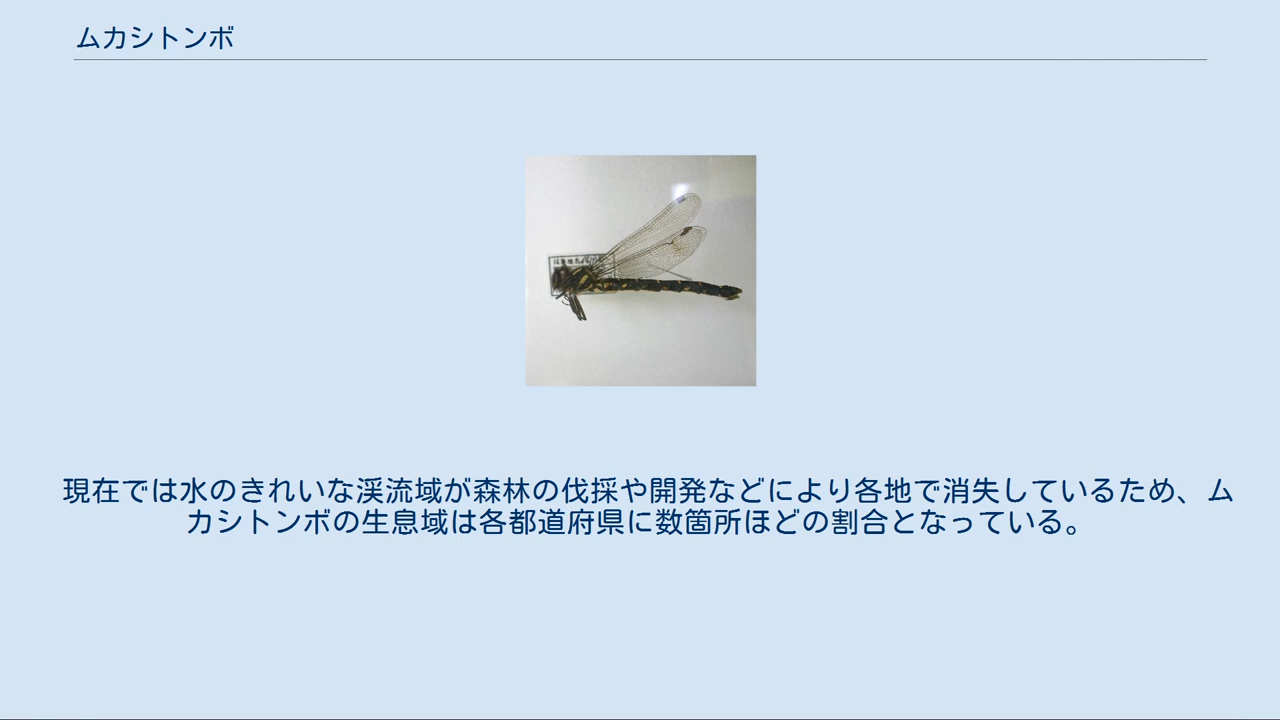 ムカシトンボ
現在では水のきれいな渓流域が森林の伐採や開発などにより各地で消失しているため、ム
カシトンボの生息域は各都道府県に数箇所ほどの割合となっている。